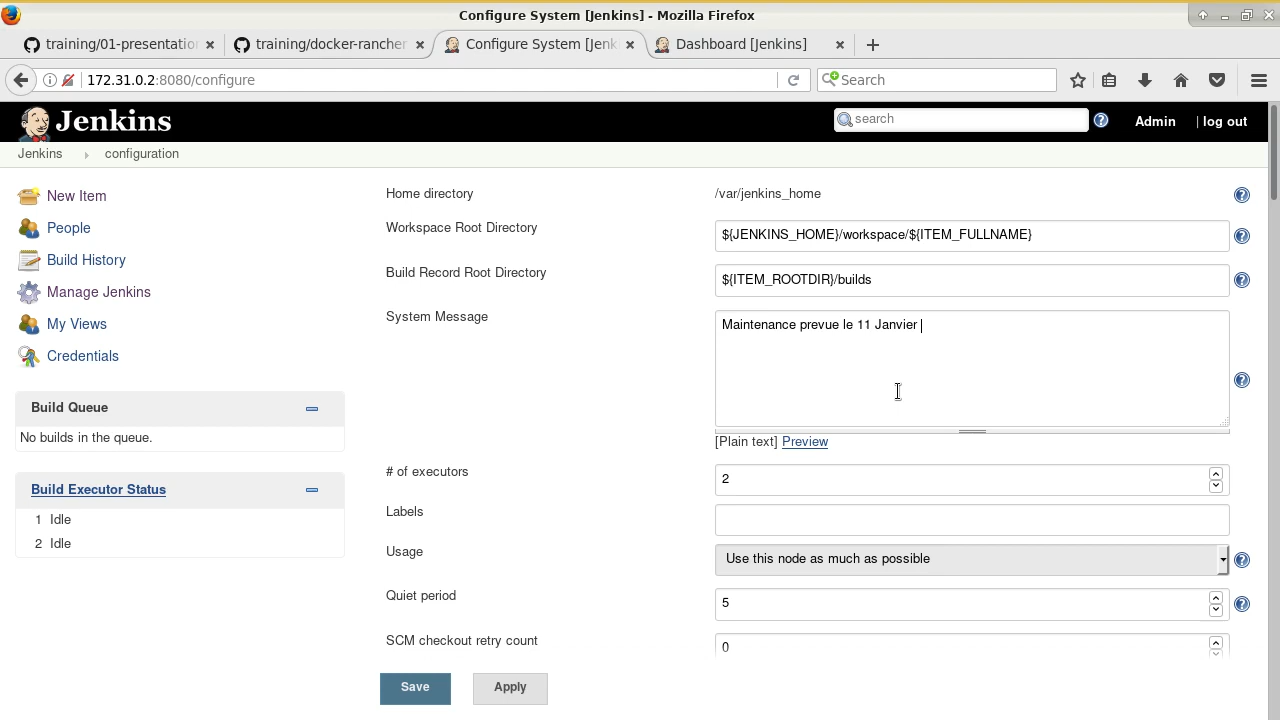 Configure System [Jenkins] - Mozilla Firefox
training/01-presentation
training/docker-rancher
Configure System [Jenk
Dashboard [Jenkins]
172.31.0.2:8080/configure
Search
Jenkins
search
Admin
| log out
Jenkins
configuration
New Item
People
Build History
Manage Jenkins
My Views
Credentials
Build Queue
No builds in the queue.
Build Executor Status
1 Idle
2 Idle
Home directory
/var/jenkins_home
Workspace Root Directory
${JENKINS_HOME}/workspace/${ITEM_FULLNAME}
Build Record Root Directory
${ITEM_ROOTDIR}/builds
System Message
Maintenance prevue le 11 Janvier
[Plain text] Preview
# of executors
2
Labels
Usage
Use this node as much as possible
Quiet period
5
SCM checkout retry count
0
Save
Apply